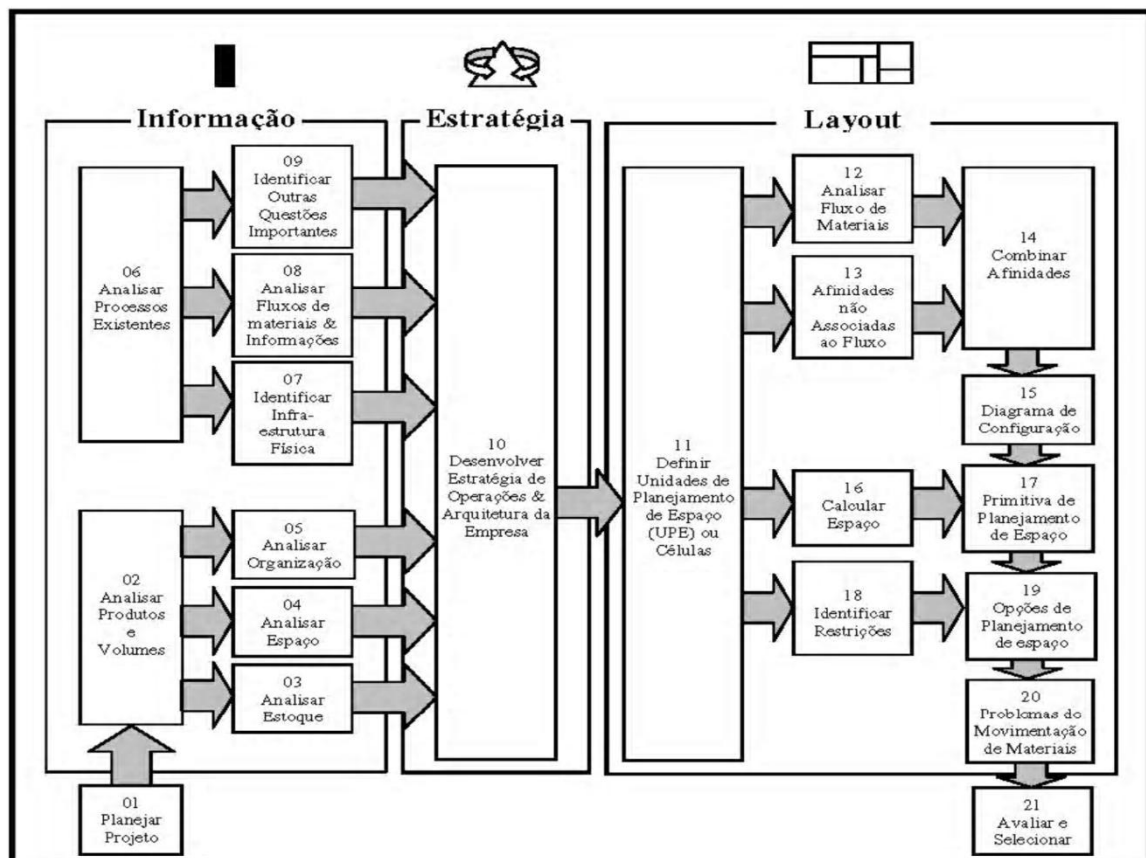 Informação
Estratégia
Layout
09
Identificar
Outras
Questões
Importantes
06
Analisar
Processos
Existentes
08
Analisar
Fluxos de
materiais &
Informações
07
Identificar
Infra-
estrutura
Física
05
Analisar
Organização
02
Analisar
Produtos
e
Volumes
04
Analisar
Espaço
03
Analisar
Estoque
01
Planejar
Projeto
10
Desenvolver
Estratégia de
Operações &
Arquitetura da
Empresa
11
Definir
Unidades de
Planejamento
de Espaço
(UPE) ou
Células
12
Analisar
Fluxo de
Materiais
13
Afinidades
não
Associadas
ao Fluxo
14
Combinar
Afinidades
15
Diagrama de
Configuração
16
Calcular
Espaço
17
Primitiva de
Planejamento
de Espaço
18
Identificar
Restrições
19
Opções de
Planejamento
de espaço
20
Problemas do
Movimentação
de Materiais
21
Avaliar e
Selecionar